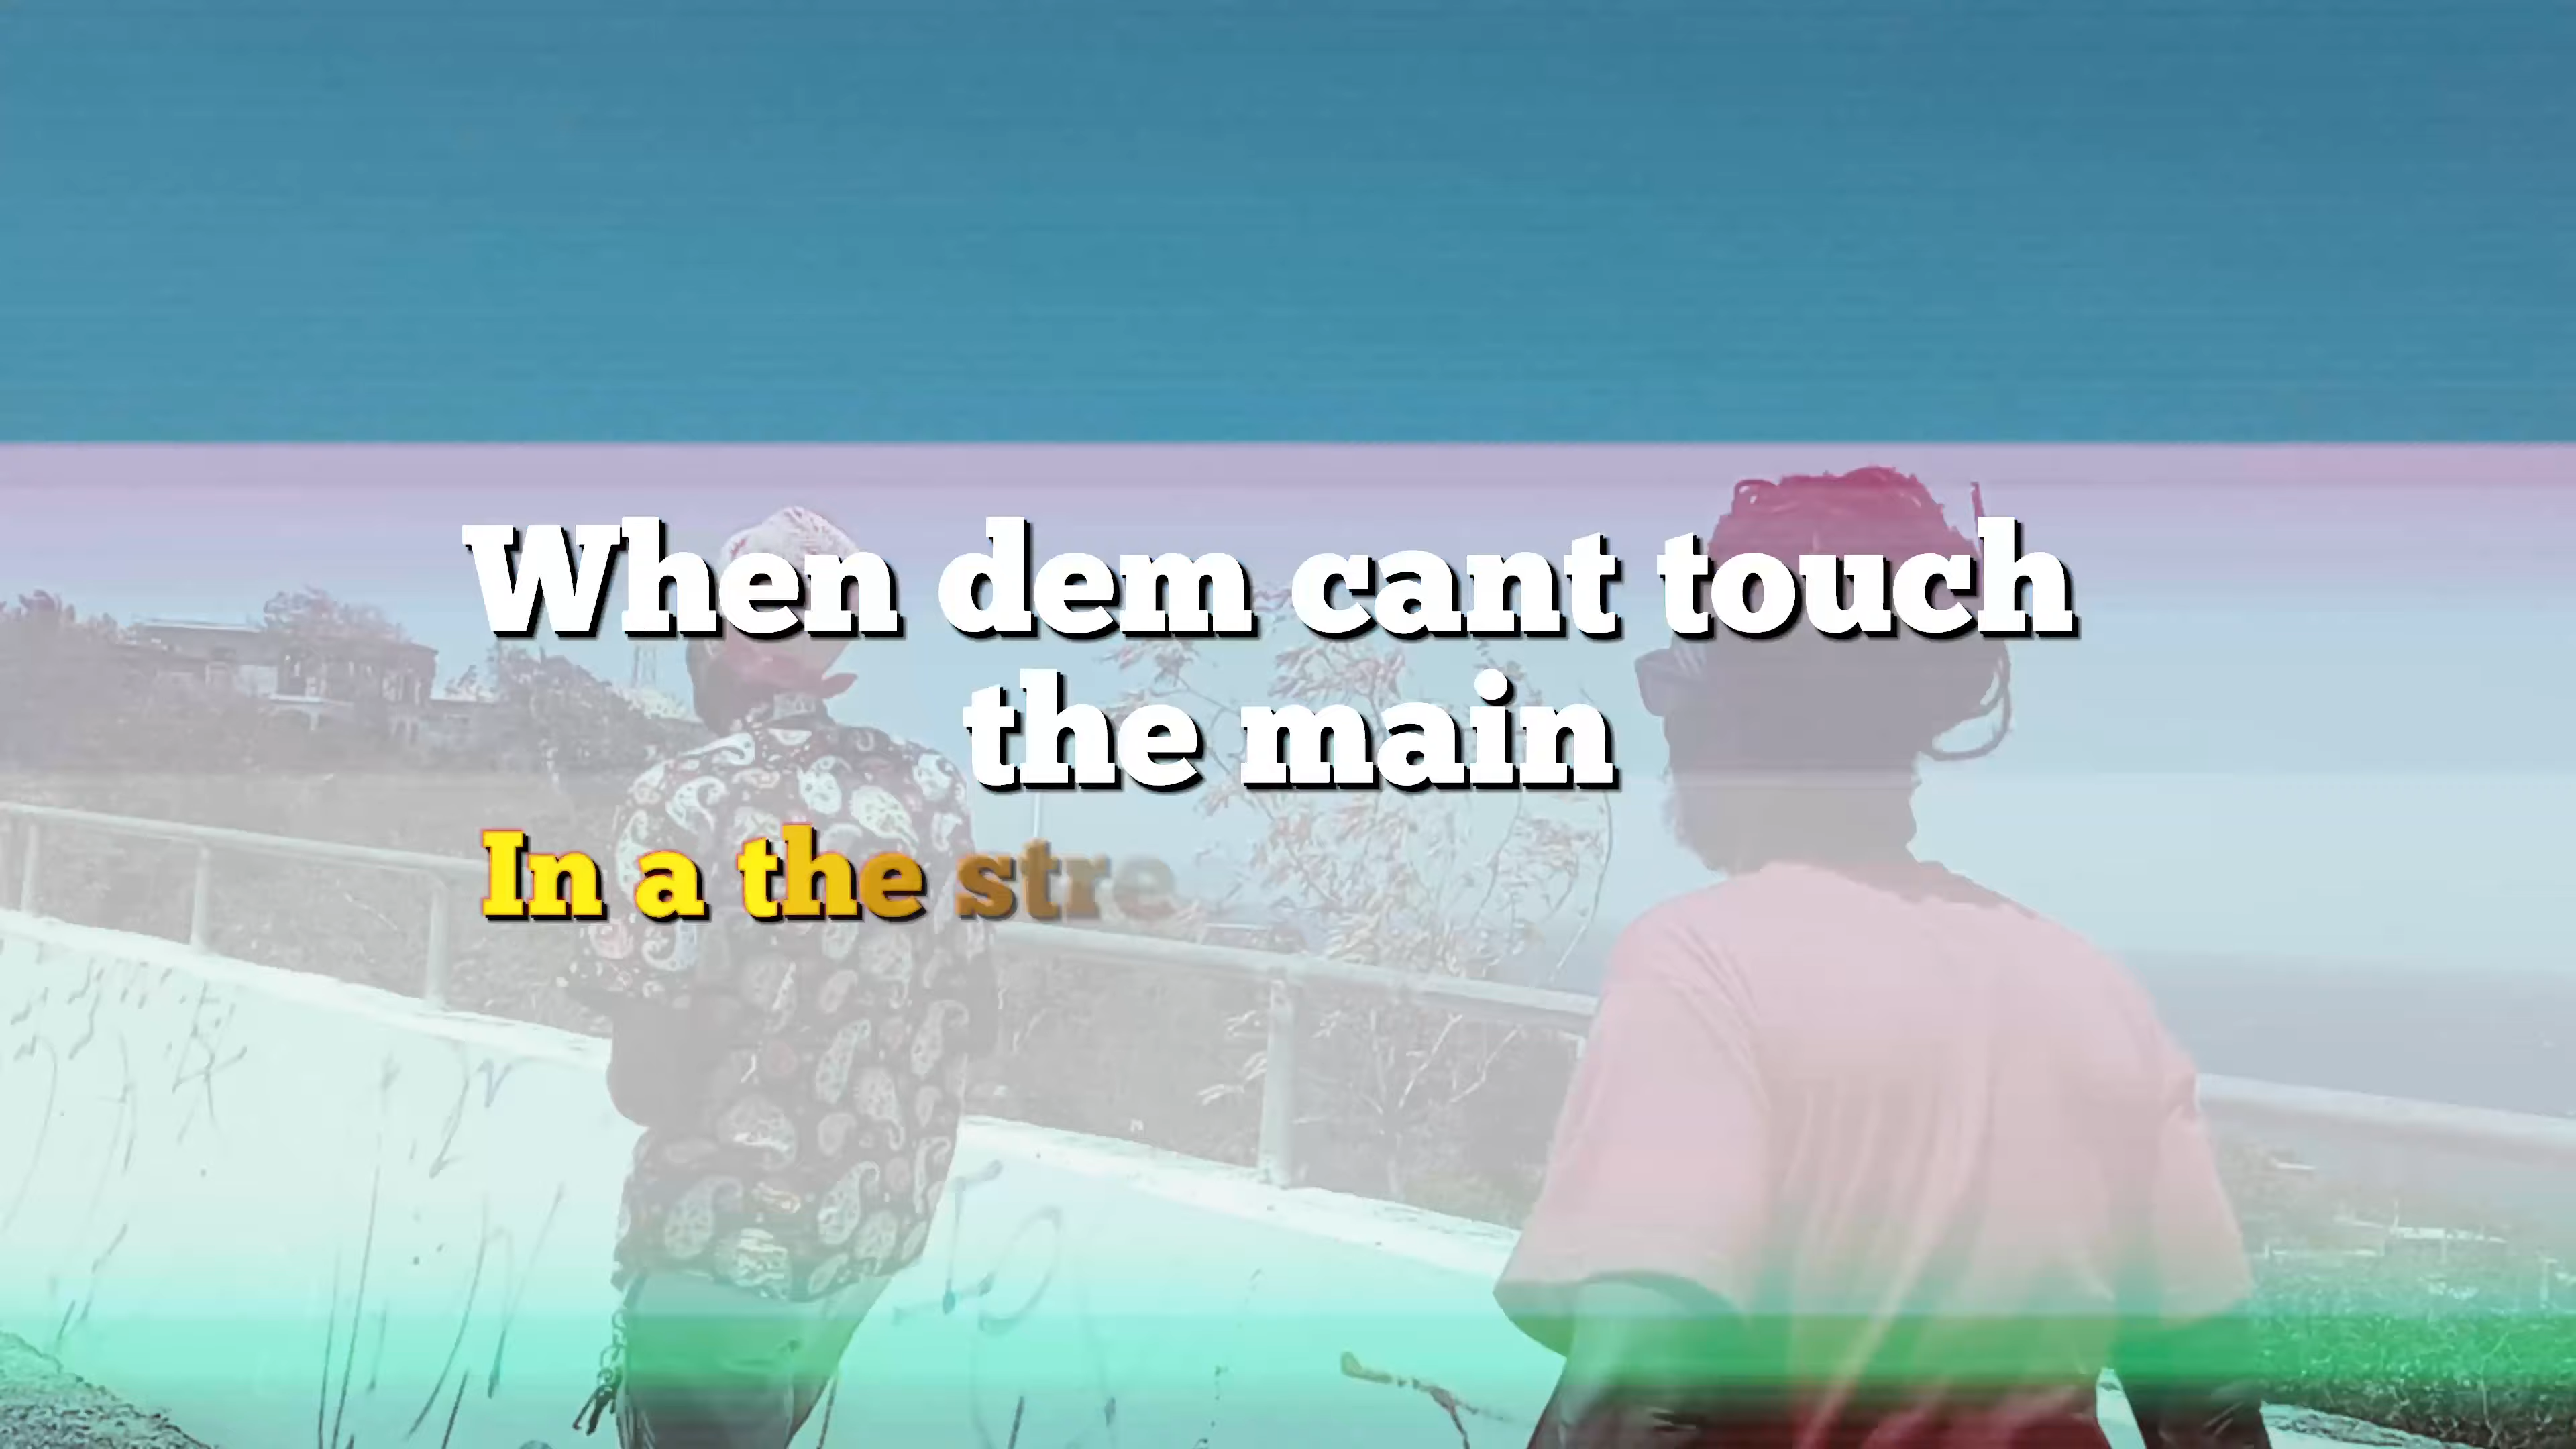 When dem cant touch
the main
In a the stre